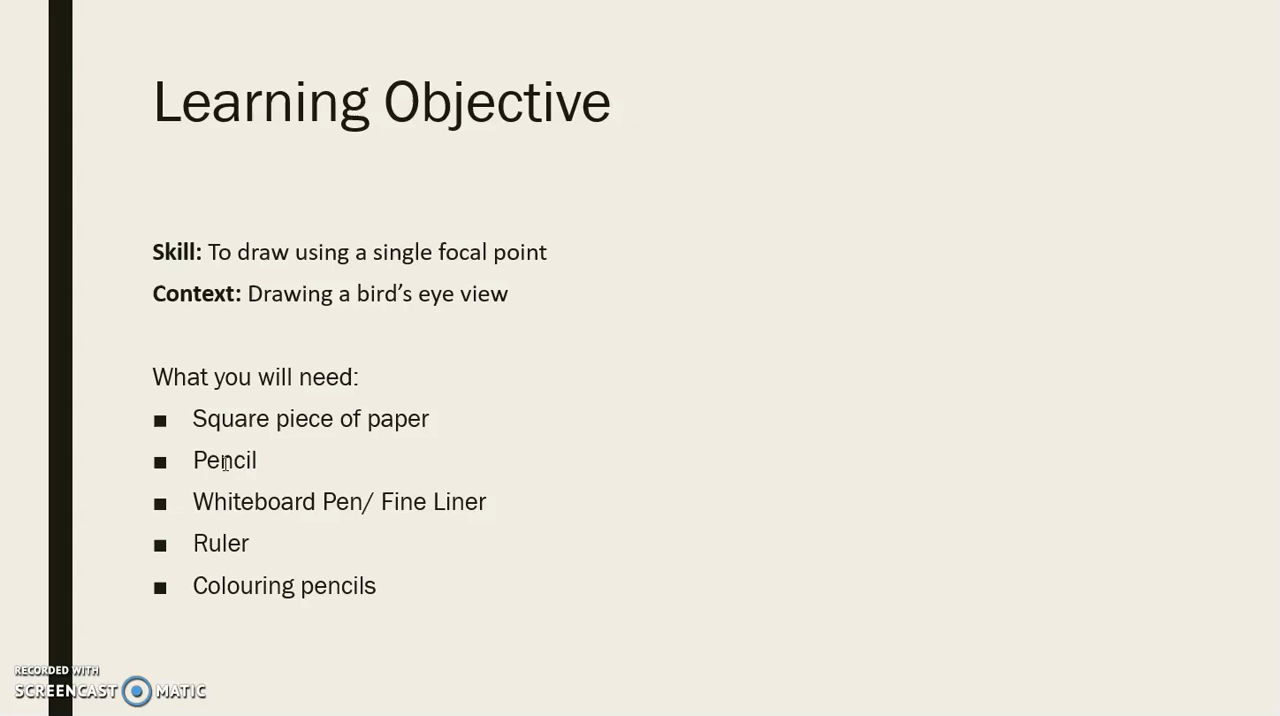 Learning Objective
Skill: To draw using a single focal point
Context: Drawing a bird’s eye view
What you will need:
■ Square piece of paper
■ Pencil
■ Whiteboard Pen/ Fine Liner
■ Ruler
■ Colouring pencils
RECORDED WITH
SCREENCAST MATIC